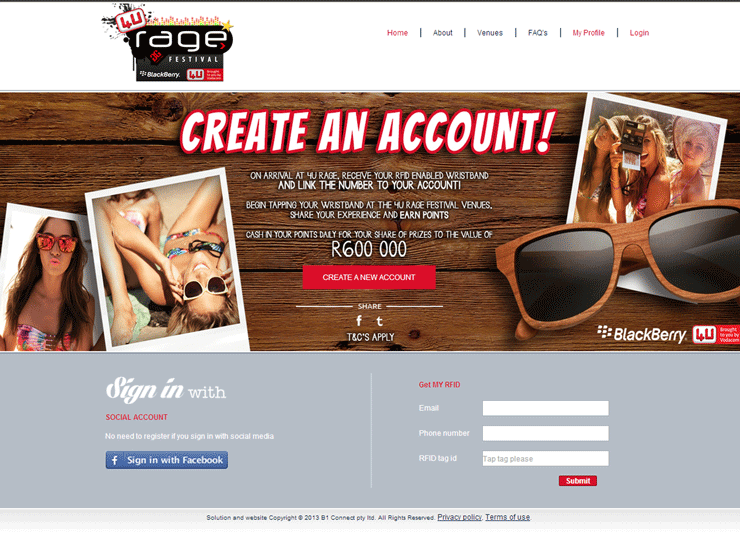 4U
rage
FESTIVAL
BlackBerry
4U
Brought to you by Vodacom
Home | About | Venues | FAQ's | My Profile | Login
CREATE AN ACCOUNT!
ON ARRIVAL AT 4U RAGE, RECEIVE YOUR RFID ENABLED WRISTBAND
AND LINK THE NUMBER TO YOUR ACCOUNT!
BEGIN TAPPING YOUR WRISTBAND AT THE 4U RAGE FESTIVAL VENUES,
SHARE YOUR EXPERIENCE AND EARN POINTS
CASH IN YOUR POINTS DAILY FOR YOUR SHARE OF PRIZES TO THE VALUE OF
R600 000
CREATE A NEW ACCOUNT
SHARE
f t
T&C'S APPLY
BlackBerry
4U
Brought
to you by
Vodacom
Sign in with
SOCIAL ACCOUNT
No need to register if you sign in with social media
f Sign in with Facebook
Get MY RFID
Email
Phone number
RFID tag id Tap tag please
Submit
Solution and website Copyright © 2013 B1 Connect pty ltd. All Rights Reserved. Privacy policy. Terms of use.